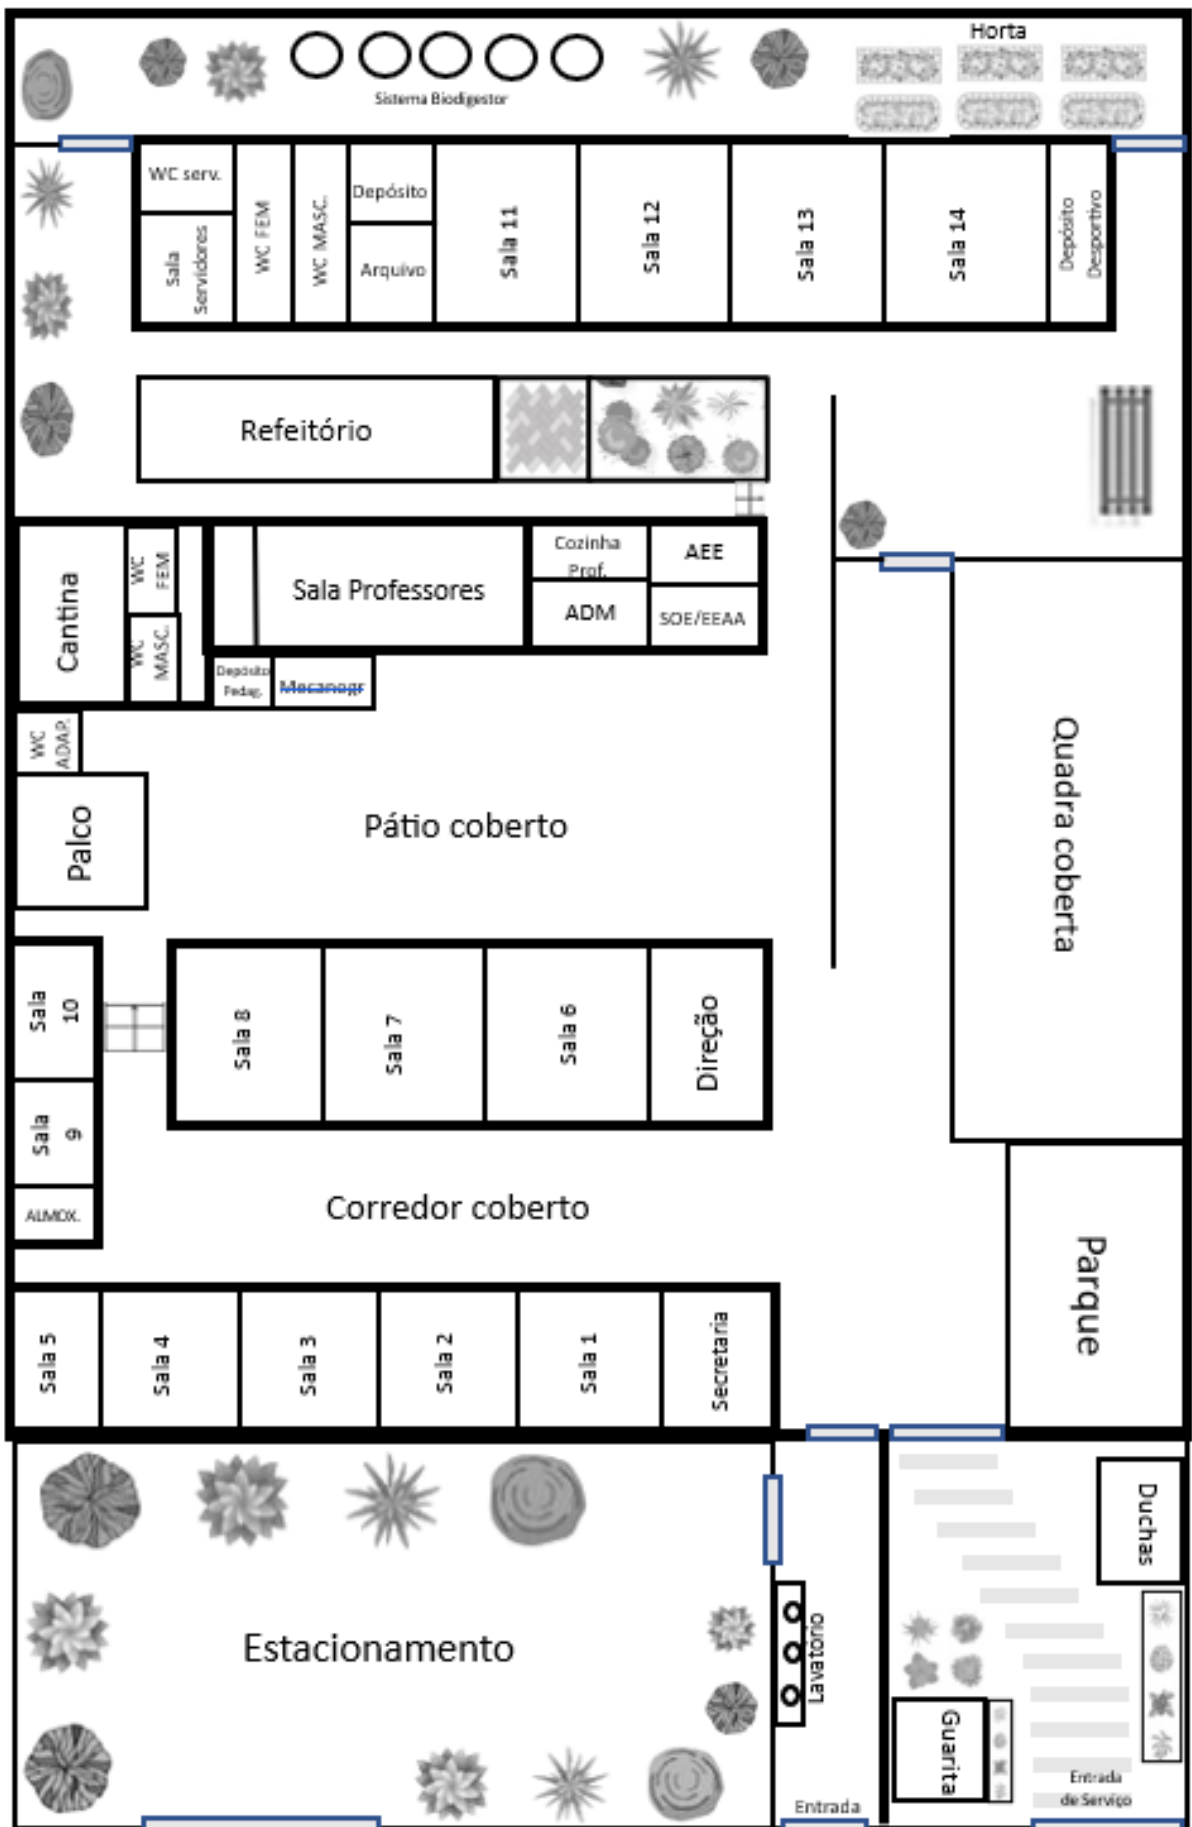 Horta
Sistema Biodigestor
WC serv.
Sala
servidores
WC FEM
WC MASC.
Depósito
Arquivo
Sala 11
Sala 12
Sala 13
Sala 14
Depósito
Desportivo
Refeitório
Cantina
WC
FEM
WC
MASC.
Sala Professores
Cozinha
Prof.
AEE
ADM
SOE/EEAA
Depósito
Pedag.
Mecanogr
WC
ADAP.
Palco
Pátio coberto
Quadra coberta
Sala
10
Sala
9
ALMOX.
Sala 8
Sala 7
Sala 6
Direção
Corredor coberto
Parque
Sala 5
Sala 4
Sala 3
Sala 2
Sala 1
Secretaria
Estacionamento
Lavatório
Duchas
Guarita
Entrada
Entrada
de Serviço